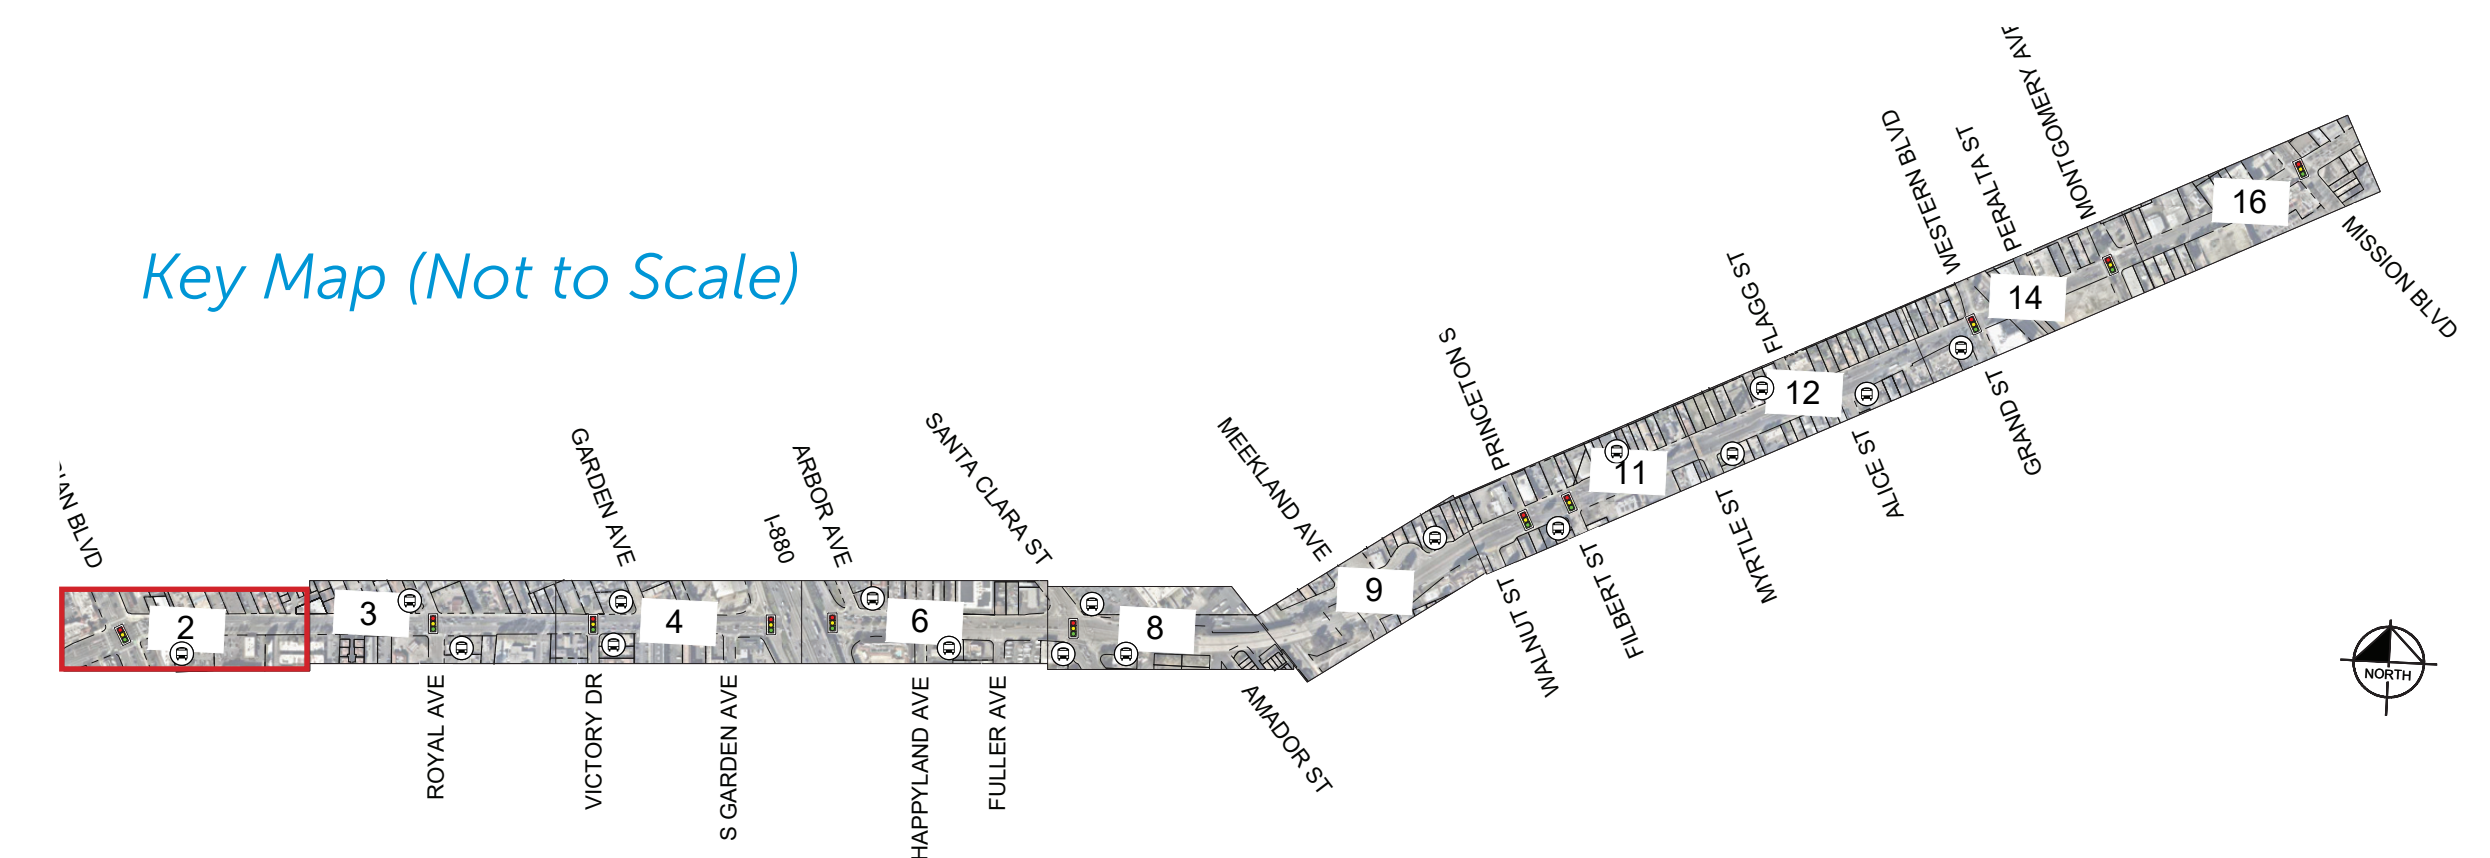 Key Map (Not to Scale)
BLVD
GARDEN AVE
I-880
ARBOR AVE
SANTA CLARA ST
MEEKLAND AVE
PRINCETON S
FLAGG ST
WESTERN BLVD
PERALTA ST
MONTGOMERY AVE
2
3
4
6
8
9
11
12
14
16
ROYAL AVE
VICTORY DR
S GARDEN AVE
HAPPYLAND AVE
FULLER AVE
AMADOR ST
WALNUT ST
FILBERT ST
MYRTLE ST
ALICE ST
GRAND ST
MISSION BLVD
NORTH